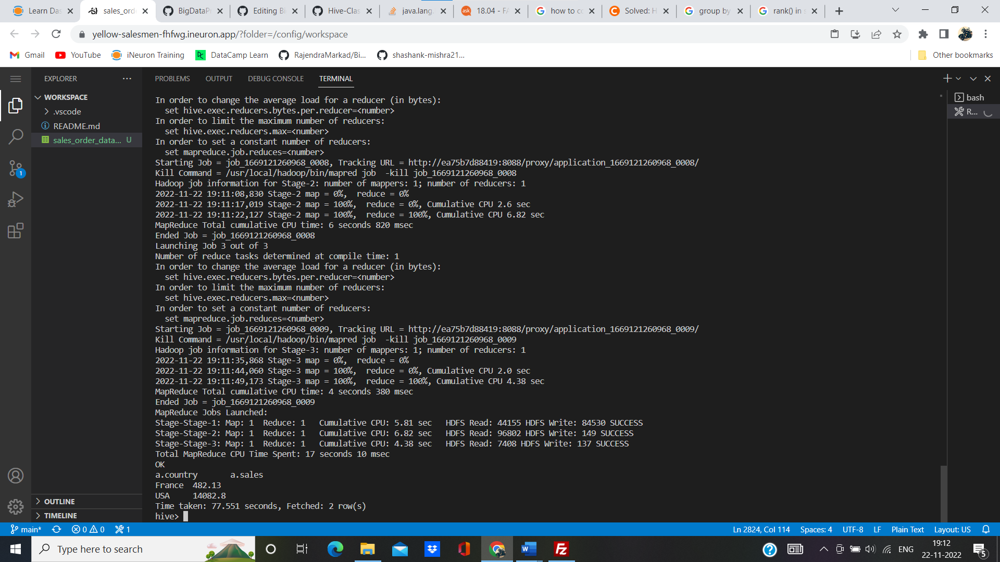 Learn Das
sales_ord
BigDataPr
Editing Bi
Hive-Clas
java.lang.
18.04 - FA
how to co
Solved: H
group by
rank() in s
yellow-salesmen-fhfwg.ineuron.app/?folder=/config/workspace
Gmail
YouTube
iNeuron Training
DataCamp Learn
RajendraMarkad/Bi...
shashank-mishra21...
Other bookmarks
EXPLORER
PROBLEMS
OUTPUT
DEBUG CONSOLE
TERMINAL
WORKSPACE
.vscode
README.md
sales_order_data... U
1
bash
R...
In order to change the average load for a reducer (in bytes):
set hive.exec.reducers.bytes.per.reducer=<number>
In order to limit the maximum number of reducers:
set hive.exec.reducers.max=<number>
In order to set a constant number of reducers:
set mapreduce.job.reduces=<number>
Starting Job = job_1669121260968_0008, Tracking URL = http://ea75b7d88419:8088/proxy/application_1669121260968_0008/
Kill Command = /usr/local/hadoop/bin/mapred job  -kill job_1669121260968_0008
Hadoop job information for Stage-2: number of mappers: 1; number of reducers: 1
2022-11-22 19:11:08,830 Stage-2 map = 0%,  reduce = 0%
2022-11-22 19:11:17,019 Stage-2 map = 100%,  reduce = 0%, Cumulative CPU 2.6 sec
2022-11-22 19:11:22,127 Stage-2 map = 100%,  reduce = 100%, Cumulative CPU 6.82 sec
MapReduce Total cumulative CPU time: 6 seconds 820 msec
Ended Job = job_1669121260968_0008
Launching Job 3 out of 3
Number of reduce tasks determined at compile time: 1
In order to change the average load for a reducer (in bytes):
set hive.exec.reducers.bytes.per.reducer=<number>
In order to limit the maximum number of reducers:
set hive.exec.reducers.max=<number>
In order to set a constant number of reducers:
set mapreduce.job.reduces=<number>
Starting Job = job_1669121260968_0009, Tracking URL = http://ea75b7d88419:8088/proxy/application_1669121260968_0009/
Kill Command = /usr/local/hadoop/bin/mapred job  -kill job_1669121260968_0009
Hadoop job information for Stage-3: number of mappers: 1; number of reducers: 1
2022-11-22 19:11:35,868 Stage-3 map = 0%,  reduce = 0%
2022-11-22 19:11:44,060 Stage-3 map = 100%,  reduce = 0%, Cumulative CPU 2.0 sec
2022-11-22 19:11:49,173 Stage-3 map = 100%,  reduce = 100%, Cumulative CPU 4.38 sec
MapReduce Total cumulative CPU time: 4 seconds 380 msec
Ended Job = job_1669121260968_0009
MapReduce Jobs Launched:
Stage-Stage-1: Map: 1  Reduce: 1   Cumulative CPU: 5.81 sec   HDFS Read: 44155 HDFS Write: 84530 SUCCESS
Stage-Stage-2: Map: 1  Reduce: 1   Cumulative CPU: 6.82 sec   HDFS Read: 96802 HDFS Write: 149 SUCCESS
Stage-Stage-3: Map: 1  Reduce: 1   Cumulative CPU: 4.38 sec   HDFS Read: 7408 HDFS Write: 137 SUCCESS
Total MapReduce CPU Time Spent: 17 seconds 10 msec
OK
a.country a.sales
France 482.13
USA 14082.8
Time taken: 77.551 seconds, Fetched: 2 row(s)
hive>
OUTLINE
TIMELINE
main* 0 0 1
Ln 2824, Col 114
Spaces: 4
UTF-8
LF
Plain Text
Layout: US
Type here to search
ENG
19:12
22-11-2022
5